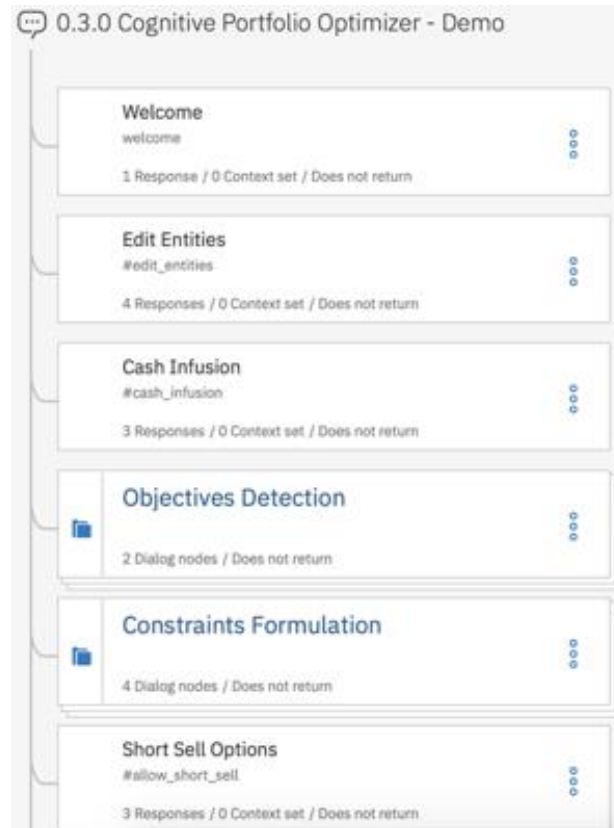 0.3.0 Cognitive Portfolio Optimizer - Demo
Welcome
welcome
1 Response / 0 Context set / Does not return
Edit Entities
#edit_entities
4 Responses / 0 Context set / Does not return
Cash Infusion
#cash_infusion
3 Responses / 0 Context set / Does not return
Objectives Detection
2 Dialog nodes / Does not return
Constraints Formulation
4 Dialog nodes / Does not return
Short Sell Options
#allow_short_sell
3 Responses / 0 Context set / Does not return